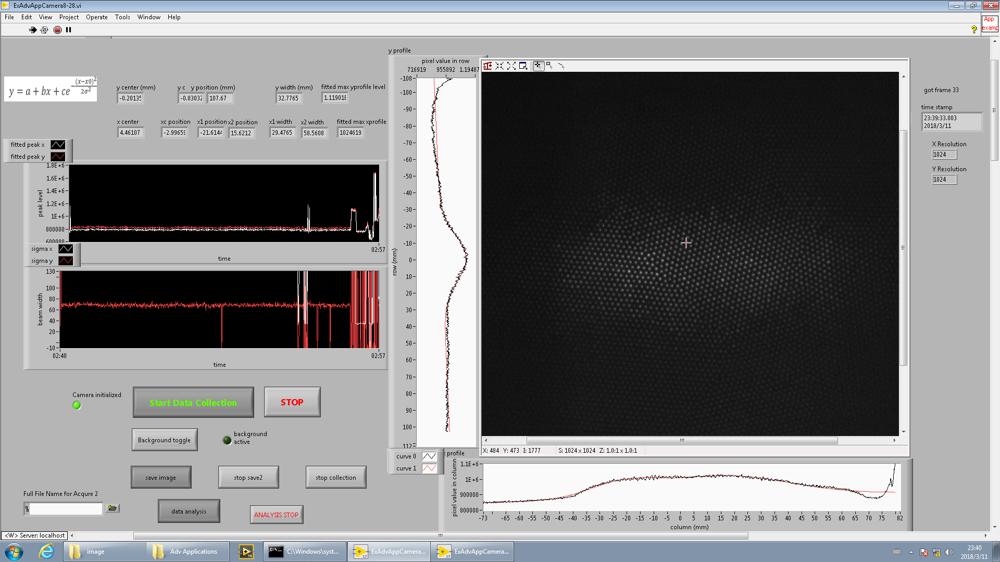 ExAdvAppCamera8-28.vi
File Edit View Project Operate Tools Window Help
App
examp
y profile
pixel value in row
716919 955892 1.19487
y = a + bx + ce^{-\frac{(x-x0)^2}{2σ^2}}
y center (mm) y c y position (mm) y width (mm) fitted max yprofile level
-0.20135 -0.83032 107.67 32.7765 1.11901E
x center xc position x1 position x2 position x1 width x2 width fitted max xprofile
4.46107 -2.99659 -21.6144 15.6212 29.4765 58.5608 1024619
fitted peak x
fitted peak y
1.8E+6
1.6E+6
1.4E+6
1.2E+6
1E+6
800000
600000
peak level
02:57
time
sigma x
sigma y
130
100
80
60
40
20
-10
beam width
02:40 02:57
time
-108
-100
-90
-80
-70
-60
-50
-40
-30
-20
-10
0
10
20
30
40
50
60
70
80
90
100
112
row (mm)
got frame 33
time stamp
23:39:33.003
2018/3/11
X Resolution
1024
Y Resolution
1024
Camera initialized
Start Data Collection
STOP
Background toggle
background
active
save image
stop save2
stop collection
Full File Name for Acqure 2
data analysis
ANALYSIS STOP
curve 0
curve 1
X: 484 Y: 473 I: 1777 S: 1024 x 1024 Z: 1.0:1 x 1.0:1
x profile
1.1E+6
1E+6
900000
800000
pixel value in column
-73 -65 -60 -55 -50 -45 -40 -35 -30 -25 -20 -15 -10 -5 0 5 10 15 20 25 30 35 40 45 50 55 60 65 70 75 82
column (mm)
<W> Server: localhost
image
Adv Applications
15
C:\Windows\syst...
17
ExAdvAppCamera...
17
ExAdvAppCamera...
23:40
2018/3/11